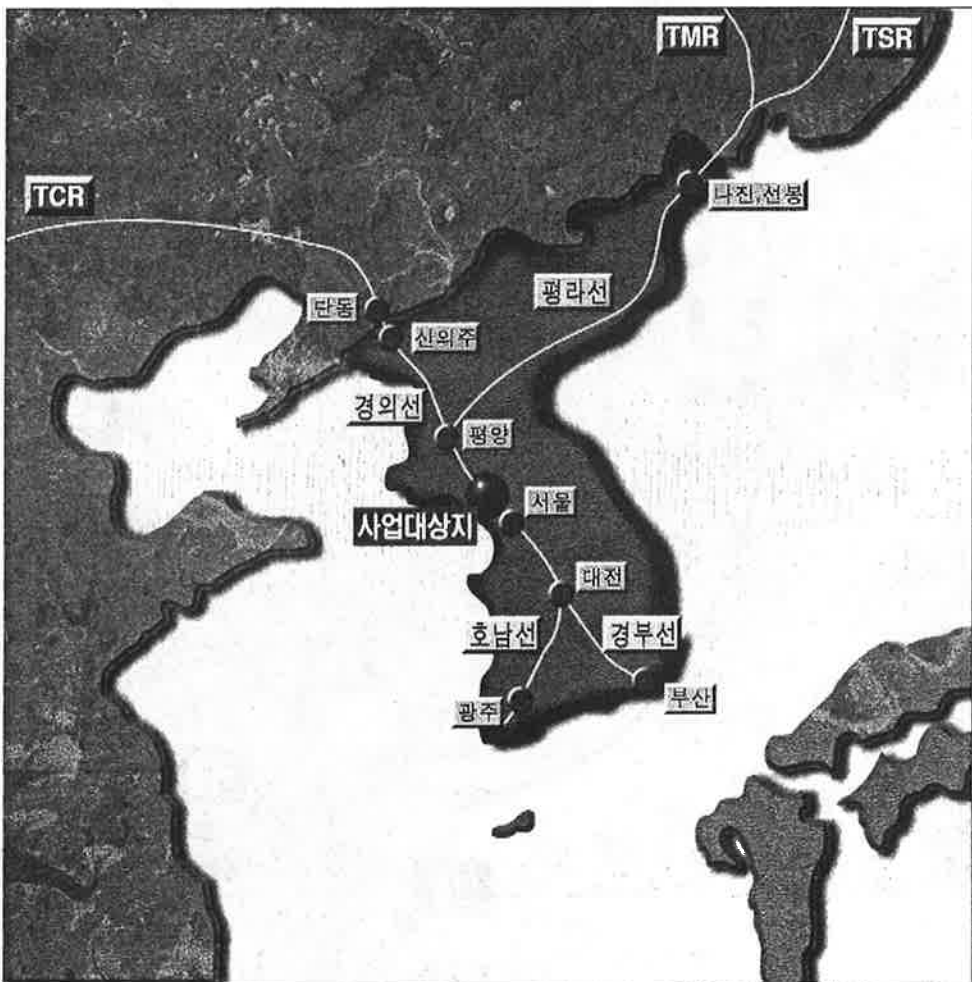 TMR
TSR
TCR
나진,선봉
평라선
단동
신의주
경의선
평양
서울
사업대상지
대전
호남선
경부선
광주
부산